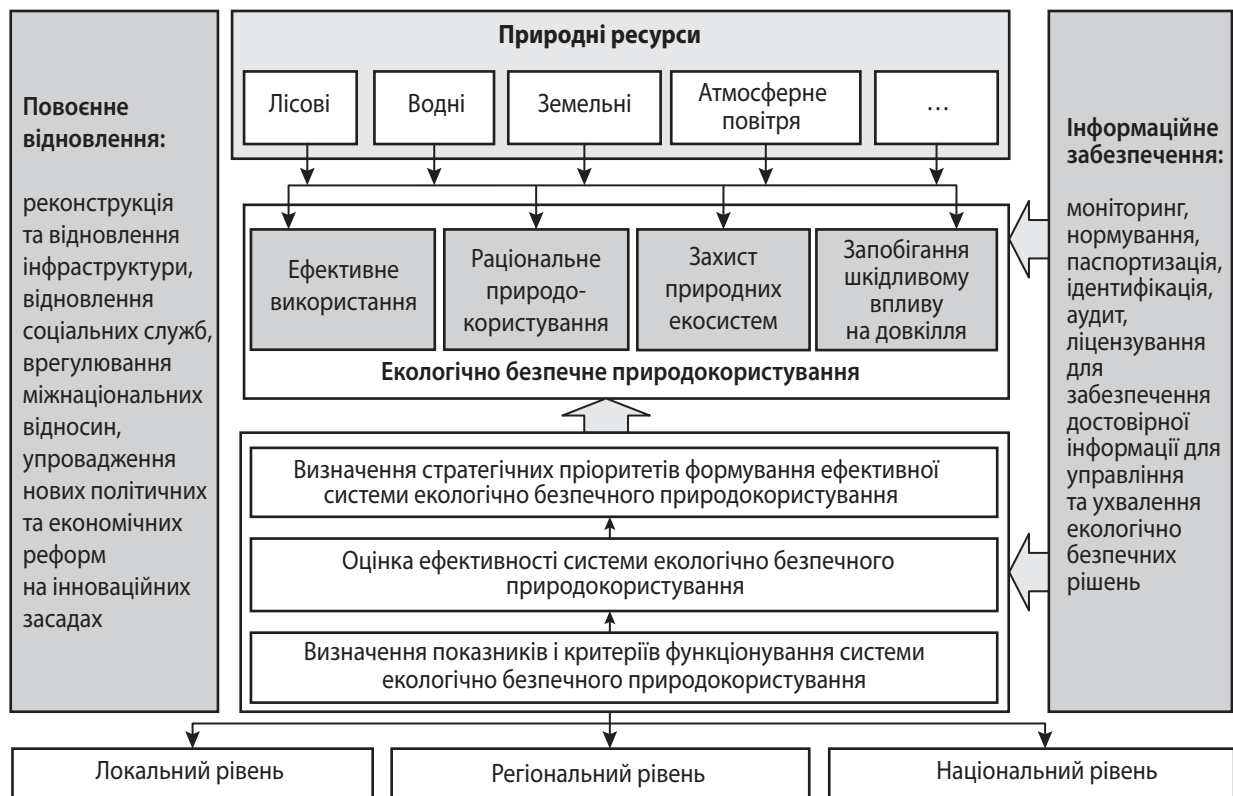 Природні ресурси
Лісові
Водні
Земельні
Атмосферне
повітря
…
Повоєнне
відновлення:
реконструкція
та відновлення
інфраструктури,
відновлення
соціальних служб,
врегулювання
міжнаціональних
відносин,
упровадження
нових політичних
та економічних
реформ
на інноваційних
засадах
Ефективне
використання
Раціональне
природо-
користування
Захист
природних
екосистем
Запобігання
шкідливому
впливу
на довкілля
Екологічно безпечне природокористування
Визначення стратегічних пріоритетів формування ефективної
системи екологічно безпечного природокористування
Оцінка ефективності системи екологічно безпечного
природокористування
Визначення показників і критеріїв функціонування системи
екологічно безпечного природокористування
Інформаційне
забезпечення:
моніторинг,
нормування,
паспортизація,
ідентифікація,
аудит,
ліцензування
для
забезпечення
достовірної
інформації для
управління
та ухвалення
екологічно
безпечних
рішень
Локальний рівень
Регіональний рівень
Національний рівень